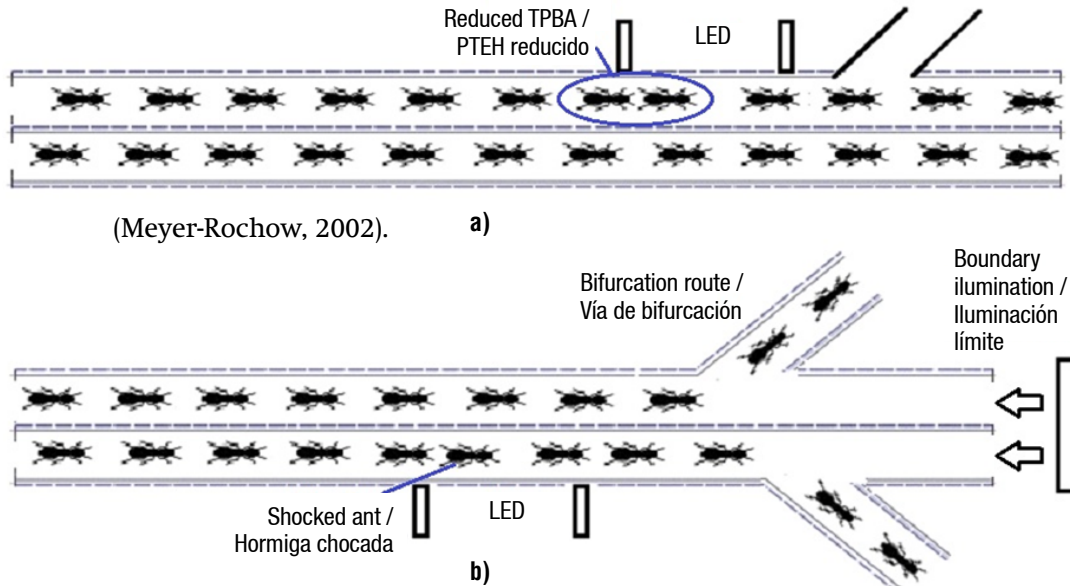 Reduced TPBA /
PTEH reducido
LED
(Meyer-Rochow, 2002).
a)
Bifurcation route /
Vía de bifurcación
Boundary
ilumination /
Iluminación
límite
Shocked ant /
Hormiga chocada
LED
b)